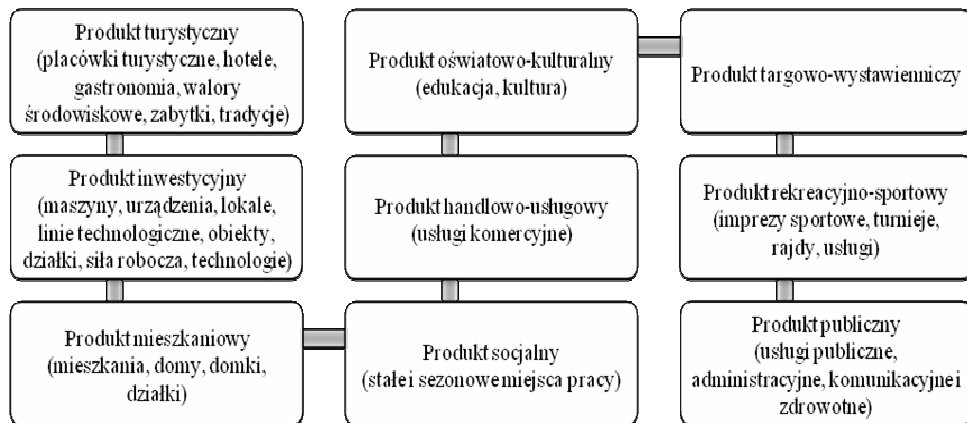 Produkt turystyczny
(placówki turystyczne, hotele,
gastronomia, walory
środowiskowe, zabytki, tradycje)
Produkt inwestycyjny
(maszyny, urządzenia, lokale,
linie technologiczne, obiekty,
działki, siła robocza, technologie)
Produkt mieszkaniowy
(mieszkania, domy, domki,
działki)
Produkt socjalny
(stałe i sezonowe miejsca pracy)
Produkt handlowo-usługowy
(usługi komercyjne)
Produkt oświatowo-kulturalny
(edukacja, kultura)
Produkt targowo-wystawienniczy
Produkt rekreacyjno-sportowy
(imprezy sportowe, turnieje,
rajdy, usługi)
Produkt publiczny
(usługi publiczne,
administracyjne, komunikacyjne i
zdrowotne)